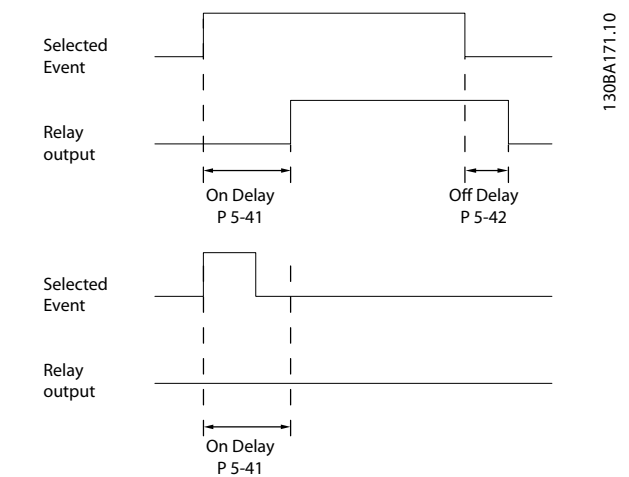 Selected
Event
130BA171.10
Relay
output
On Delay
P 5-41
Off Delay
P 5-42
Selected
Event
Relay
output
On Delay
P 5-41